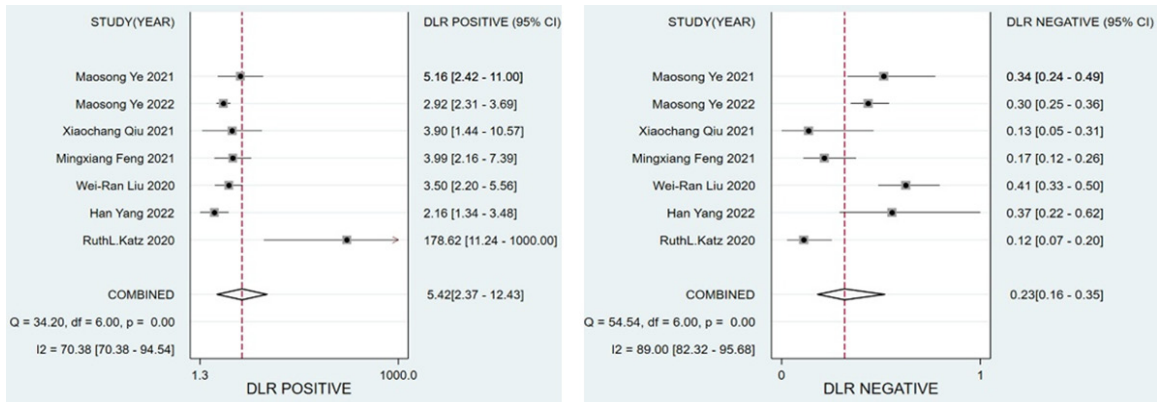 STUDY(YEAR) DLR POSITIVE (95% CI)
Maosong Ye 2021 5.16 [2.42 - 11.00]
Maosong Ye 2022 2.92 [2.31 - 3.69]
Xiaochang Qiu 2021 3.90 [1.44 - 10.57]
Mingxiang Feng 2021 3.99 [2.16 - 7.39]
Wei-Ran Liu 2020 3.50 [2.20 - 5.56]
Han Yang 2022 2.16 [1.34 - 3.48]
RuthL.Katz 2020 178.62 [11.24 - 1000.00]
COMBINED 5.42[2.37 - 12.43]
Q = 34.20, df = 6.00, p = 0.00
I2 = 70.38 [70.38 - 94.54]
1.3 1000.0
DLR POSITIVE
STUDY(YEAR) DLR NEGATIVE (95% CI)
Maosong Ye 2021 0.34 [0.24 - 0.49]
Maosong Ye 2022 0.30 [0.25 - 0.36]
Xiaochang Qiu 2021 0.13 [0.05 - 0.31]
Mingxiang Feng 2021 0.17 [0.12 - 0.26]
Wei-Ran Liu 2020 0.41 [0.33 - 0.50]
Han Yang 2022 0.37 [0.22 - 0.62]
RuthL.Katz 2020 0.12 [0.07 - 0.20]
COMBINED 0.23[0.16 - 0.35]
Q = 54.54, df = 6.00, p = 0.00
I2 = 89.00 [82.32 - 95.68]
0 1
DLR NEGATIVE